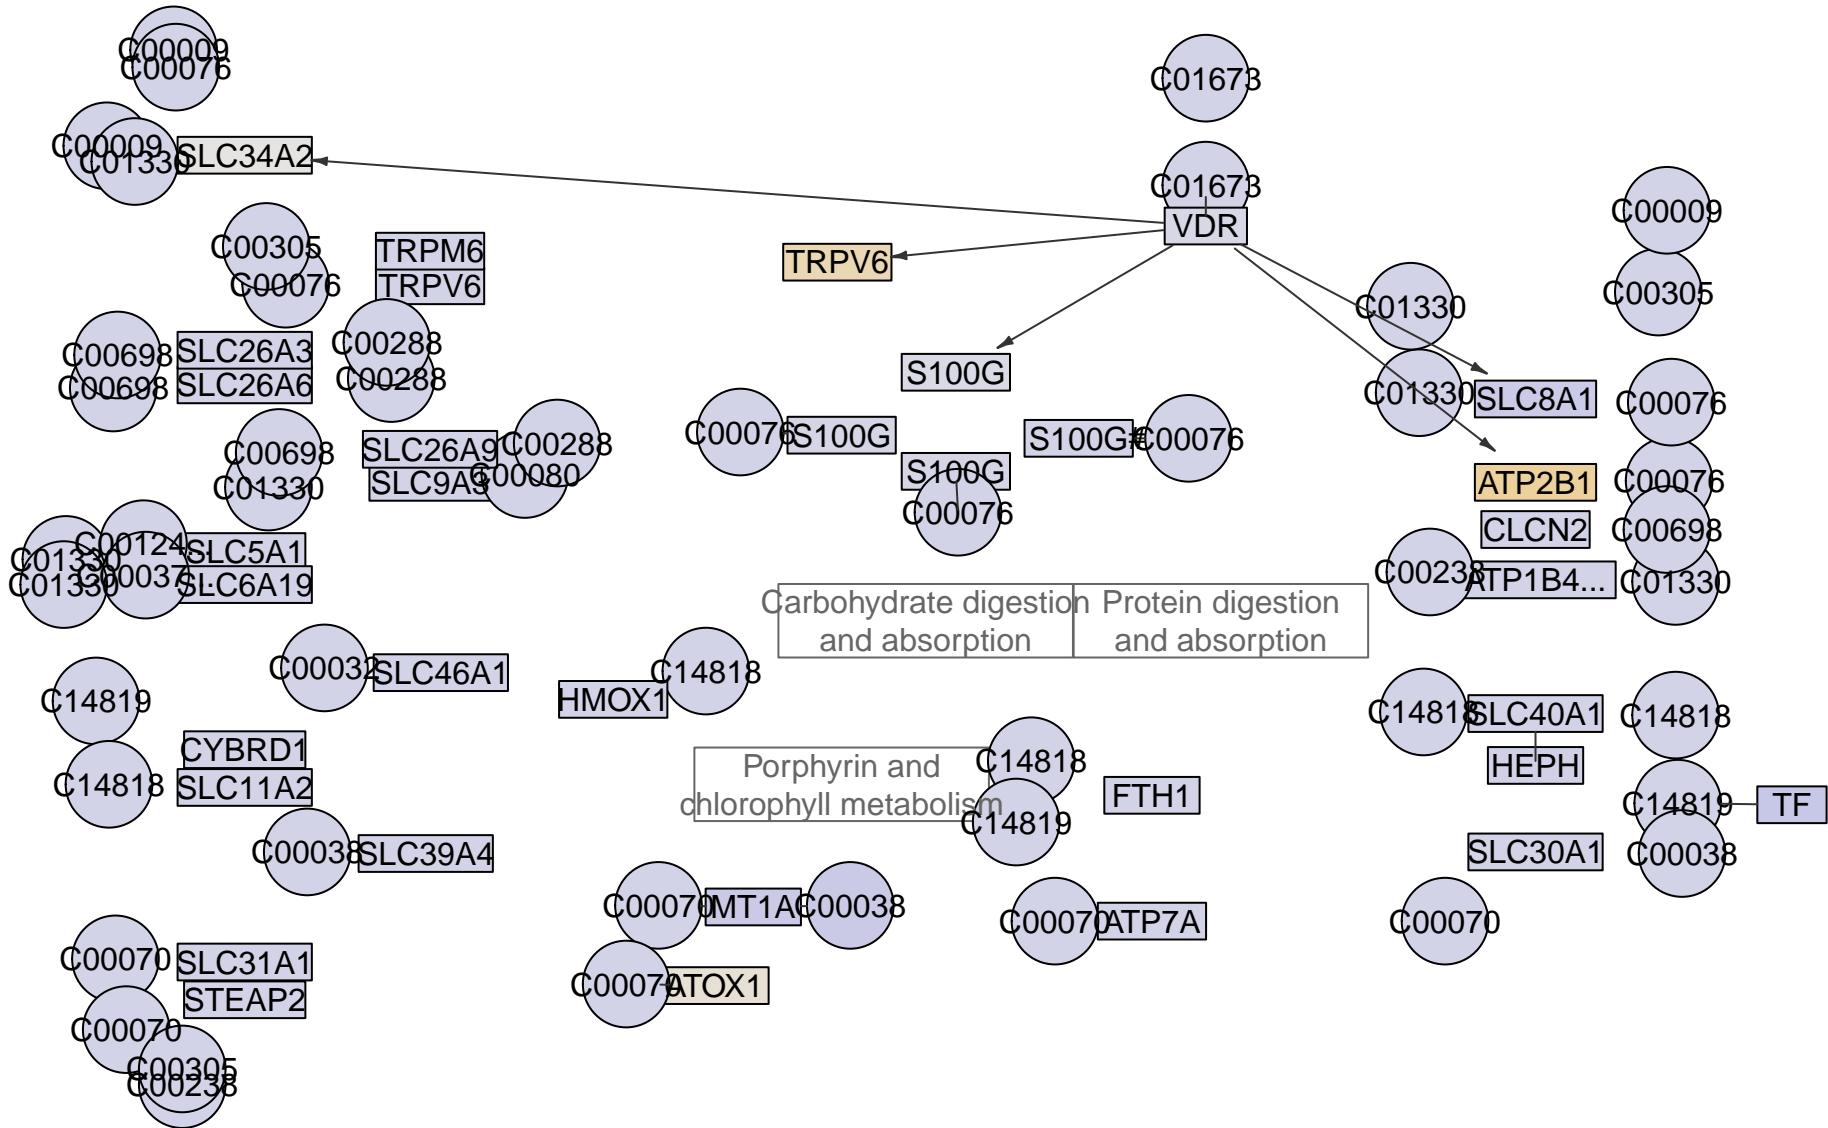 C00009
C00076
C01673
C00009
C01330
SLC34A2
C01673
VDR
C00009
C00305
C00076
TRPM6
TRPV6
TRPV6
C01330
C00305
C00698
C00698
SLC26A3
SLC26A6
C00288
C00288
S100G
C01330
SLC8A1
C00076
C00698
C01330
SLC26A9
SLC9A3
C00288
C00080
C00076
S100G
S100G
C00076
S100G#
C00076
ATP2B1
C00076
CLCN2
C00698
C01330
C01330
C00124...
C00037...
SLC5A1
SLC6A19
C00238
ATP1B4...
C01330
Carbohydrate digestion
and absorption
Protein digestion
and absorption
C00032
SLC46A1
HMOX1
C14818
C14819
C14818
SLC40A1
C14818
HEPH
CYBRD1
SLC11A2
C14818
Porphyrin and
chlorophyll metabolism
C14818
C14819
FTH1
C14819
TF
C00038
SLC39A4
SLC30A1
C00038
C00070
MT1A
C00038
C00070
ATP7A
C00070
C00070
SLC31A1
STEAP2
C00070
ATOX1
C00070
C00305
C00238